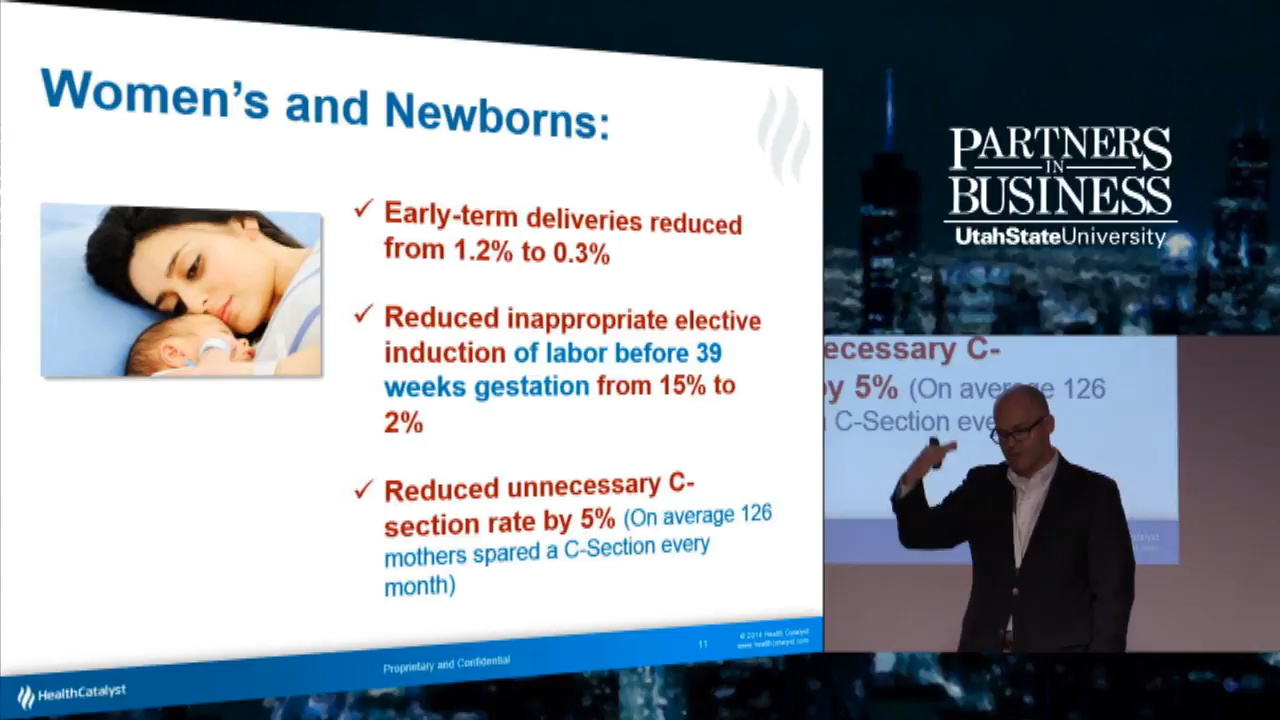 Women's and Newborns:
✓ Early-term deliveries reduced
from 1.2% to 0.3%
✓ Reduced inappropriate elective
induction of labor before 39
weeks gestation from 15% to
2%
✓ Reduced unnecessary C-
section rate by 5% (On average 126
mothers spared a C-Section every
month)
Proprietary and Confidential
11
© 2014 Health Catalyst
www.healthcatalyst.com
HealthCatalyst
PARTNERS
IN
BUSINESS
UtahStateUniversity
ecessary C-
by 5% (On average 126
C-Section eve